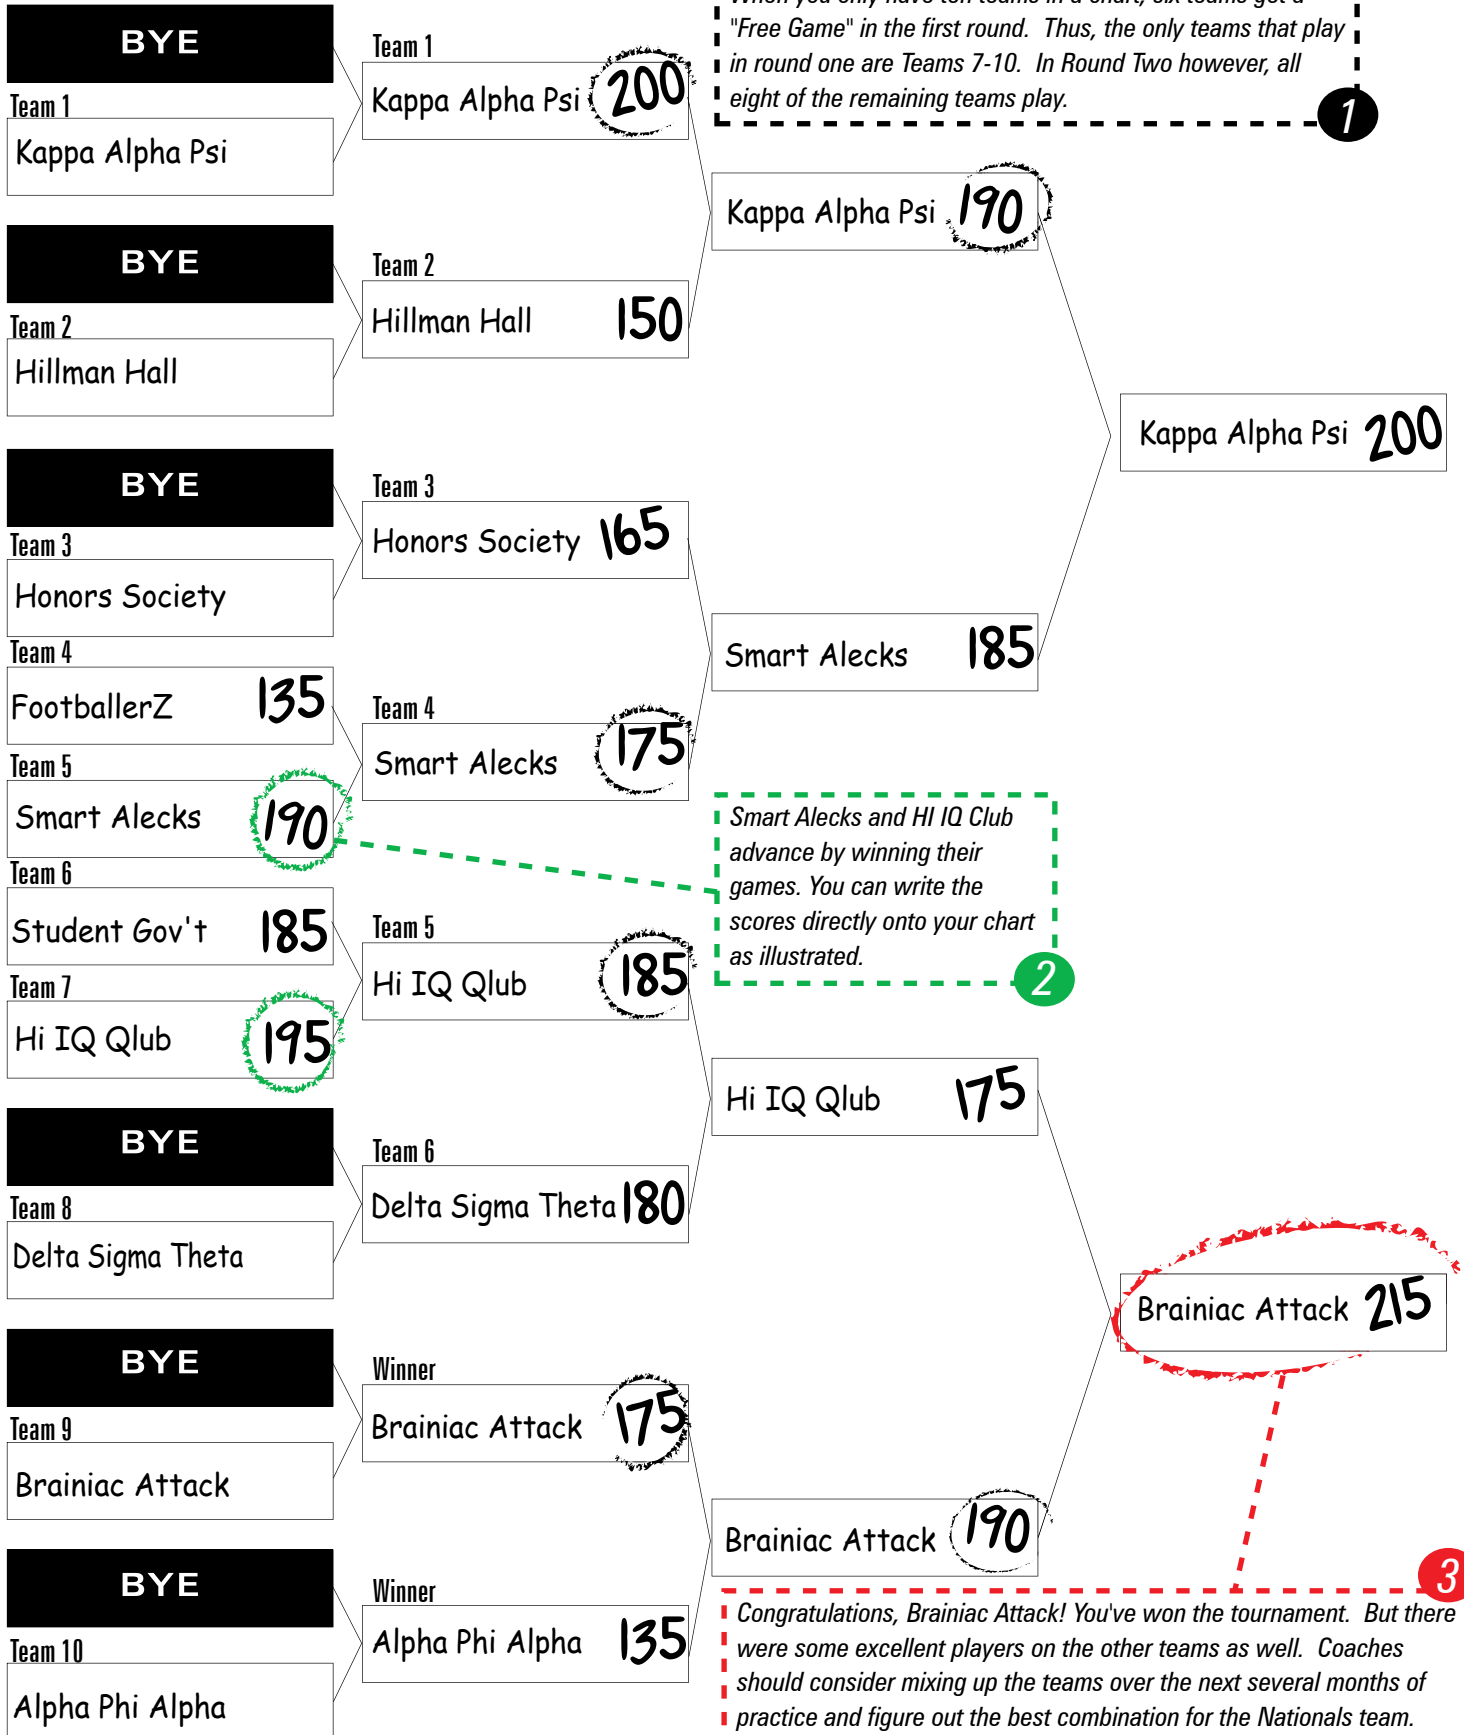 When you only have ten teams in a chart, six teams get a
"Free Game" in the first round. Thus, the only teams that play
in round one are Teams 7-10. In Round Two however, all
eight of the remaining teams play.
1
BYE
Team 1
Kappa Alpha Psi
BYE
Team 2
Hillman Hall
BYE
Team 3
Honors Society
Team 4
FootballerZ 135
Team 5
Smart Alecks 190
Team 6
Student Gov't 185
Team 7
Hi IQ Qlub 195
BYE
Team 8
Delta Sigma Theta
BYE
Team 9
Brainiac Attack
BYE
Team 10
Alpha Phi Alpha
Team 1
Kappa Alpha Psi 200
Team 2
Hillman Hall 150
Team 3
Honors Society 165
Team 4
Smart Alecks 175
Team 5
Hi IQ Qlub 185
Team 6
Delta Sigma Theta 180
Winner
Brainiac Attack 175
Winner
Alpha Phi Alpha 135
Kappa Alpha Psi 190
Smart Alecks 185
Smart Alecks and HI IQ Club
advance by winning their
games. You can write the
scores directly onto your chart
as illustrated.
2
Hi IQ Qlub 175
Brainiac Attack 190
Kappa Alpha Psi 200
Brainiac Attack 215
3
Congratulations, Brainiac Attack! You've won the tournament. But there
were some excellent players on the other teams as well. Coaches
should consider mixing up the teams over the next several months of
practice and figure out the best combination for the Nationals team.